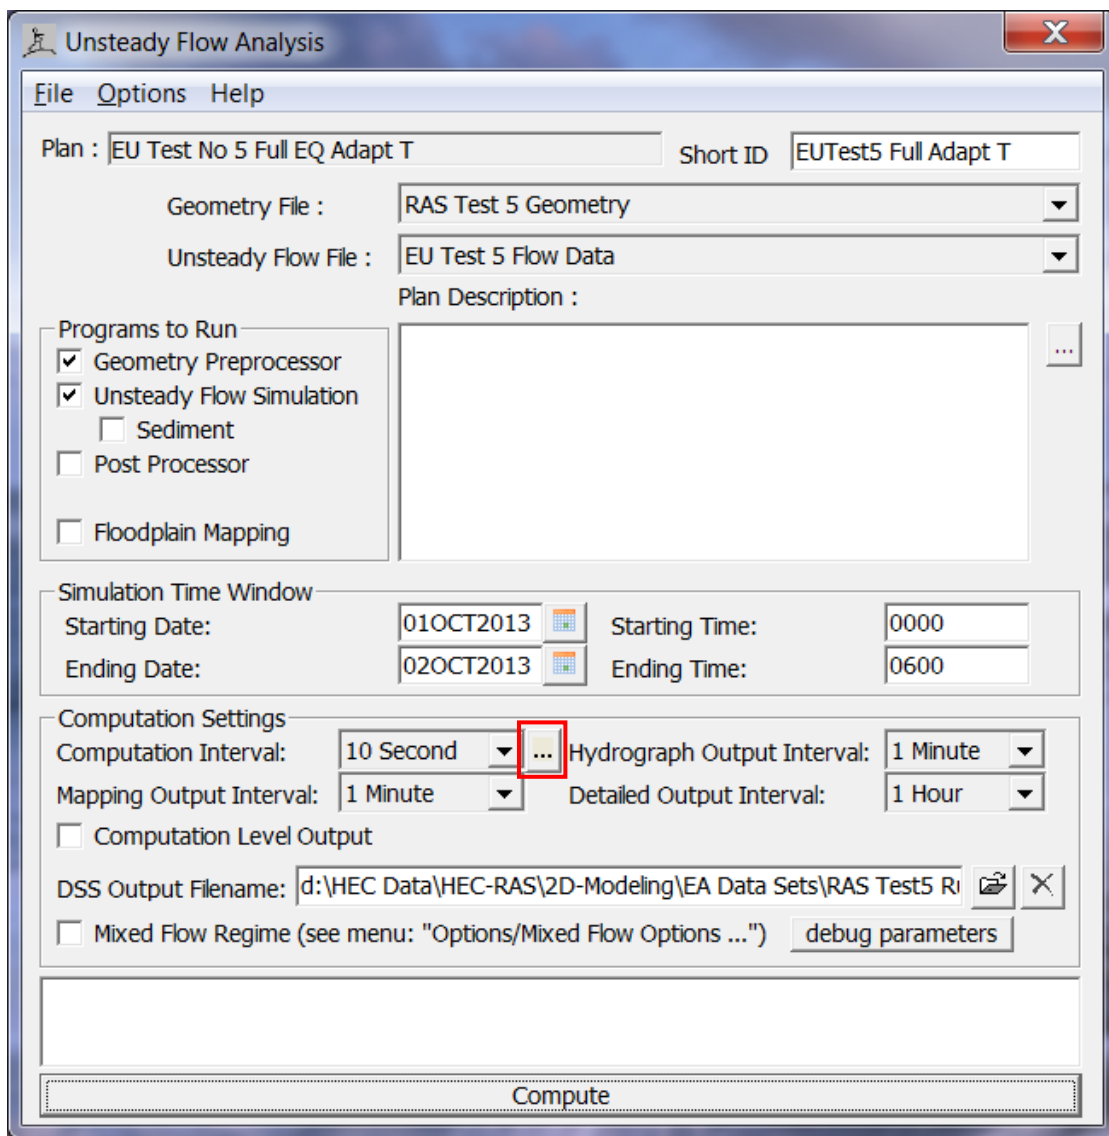 Unsteady Flow Analysis
X
File Options Help
Plan : EU Test No 5 Full EQ Adapt T Short ID EUTest5 Full Adapt T
Geometry File : RAS Test 5 Geometry
Unsteady Flow File : EU Test 5 Flow Data
Plan Description :
Programs to Run
Geometry Preprocessor
...
Unsteady Flow Simulation
Sediment
Post Processor
Floodplain Mapping
Simulation Time Window
Starting Date: 01OCT2013 Starting Time: 0000
Ending Date: 02OCT2013 Ending Time: 0600
Computation Settings
Computation Interval: 10 Second ... Hydrograph Output Interval: 1 Minute
Mapping Output Interval: 1 Minute Detailed Output Interval: 1 Hour
Computation Level Output
DSS Output Filename: d:\HEC Data\HEC-RAS\2D-Modeling\EA Data Sets\RAS Test5 
Mixed Flow Regime (see menu: "Options/Mixed Flow Options ...") debug parameters
Compute